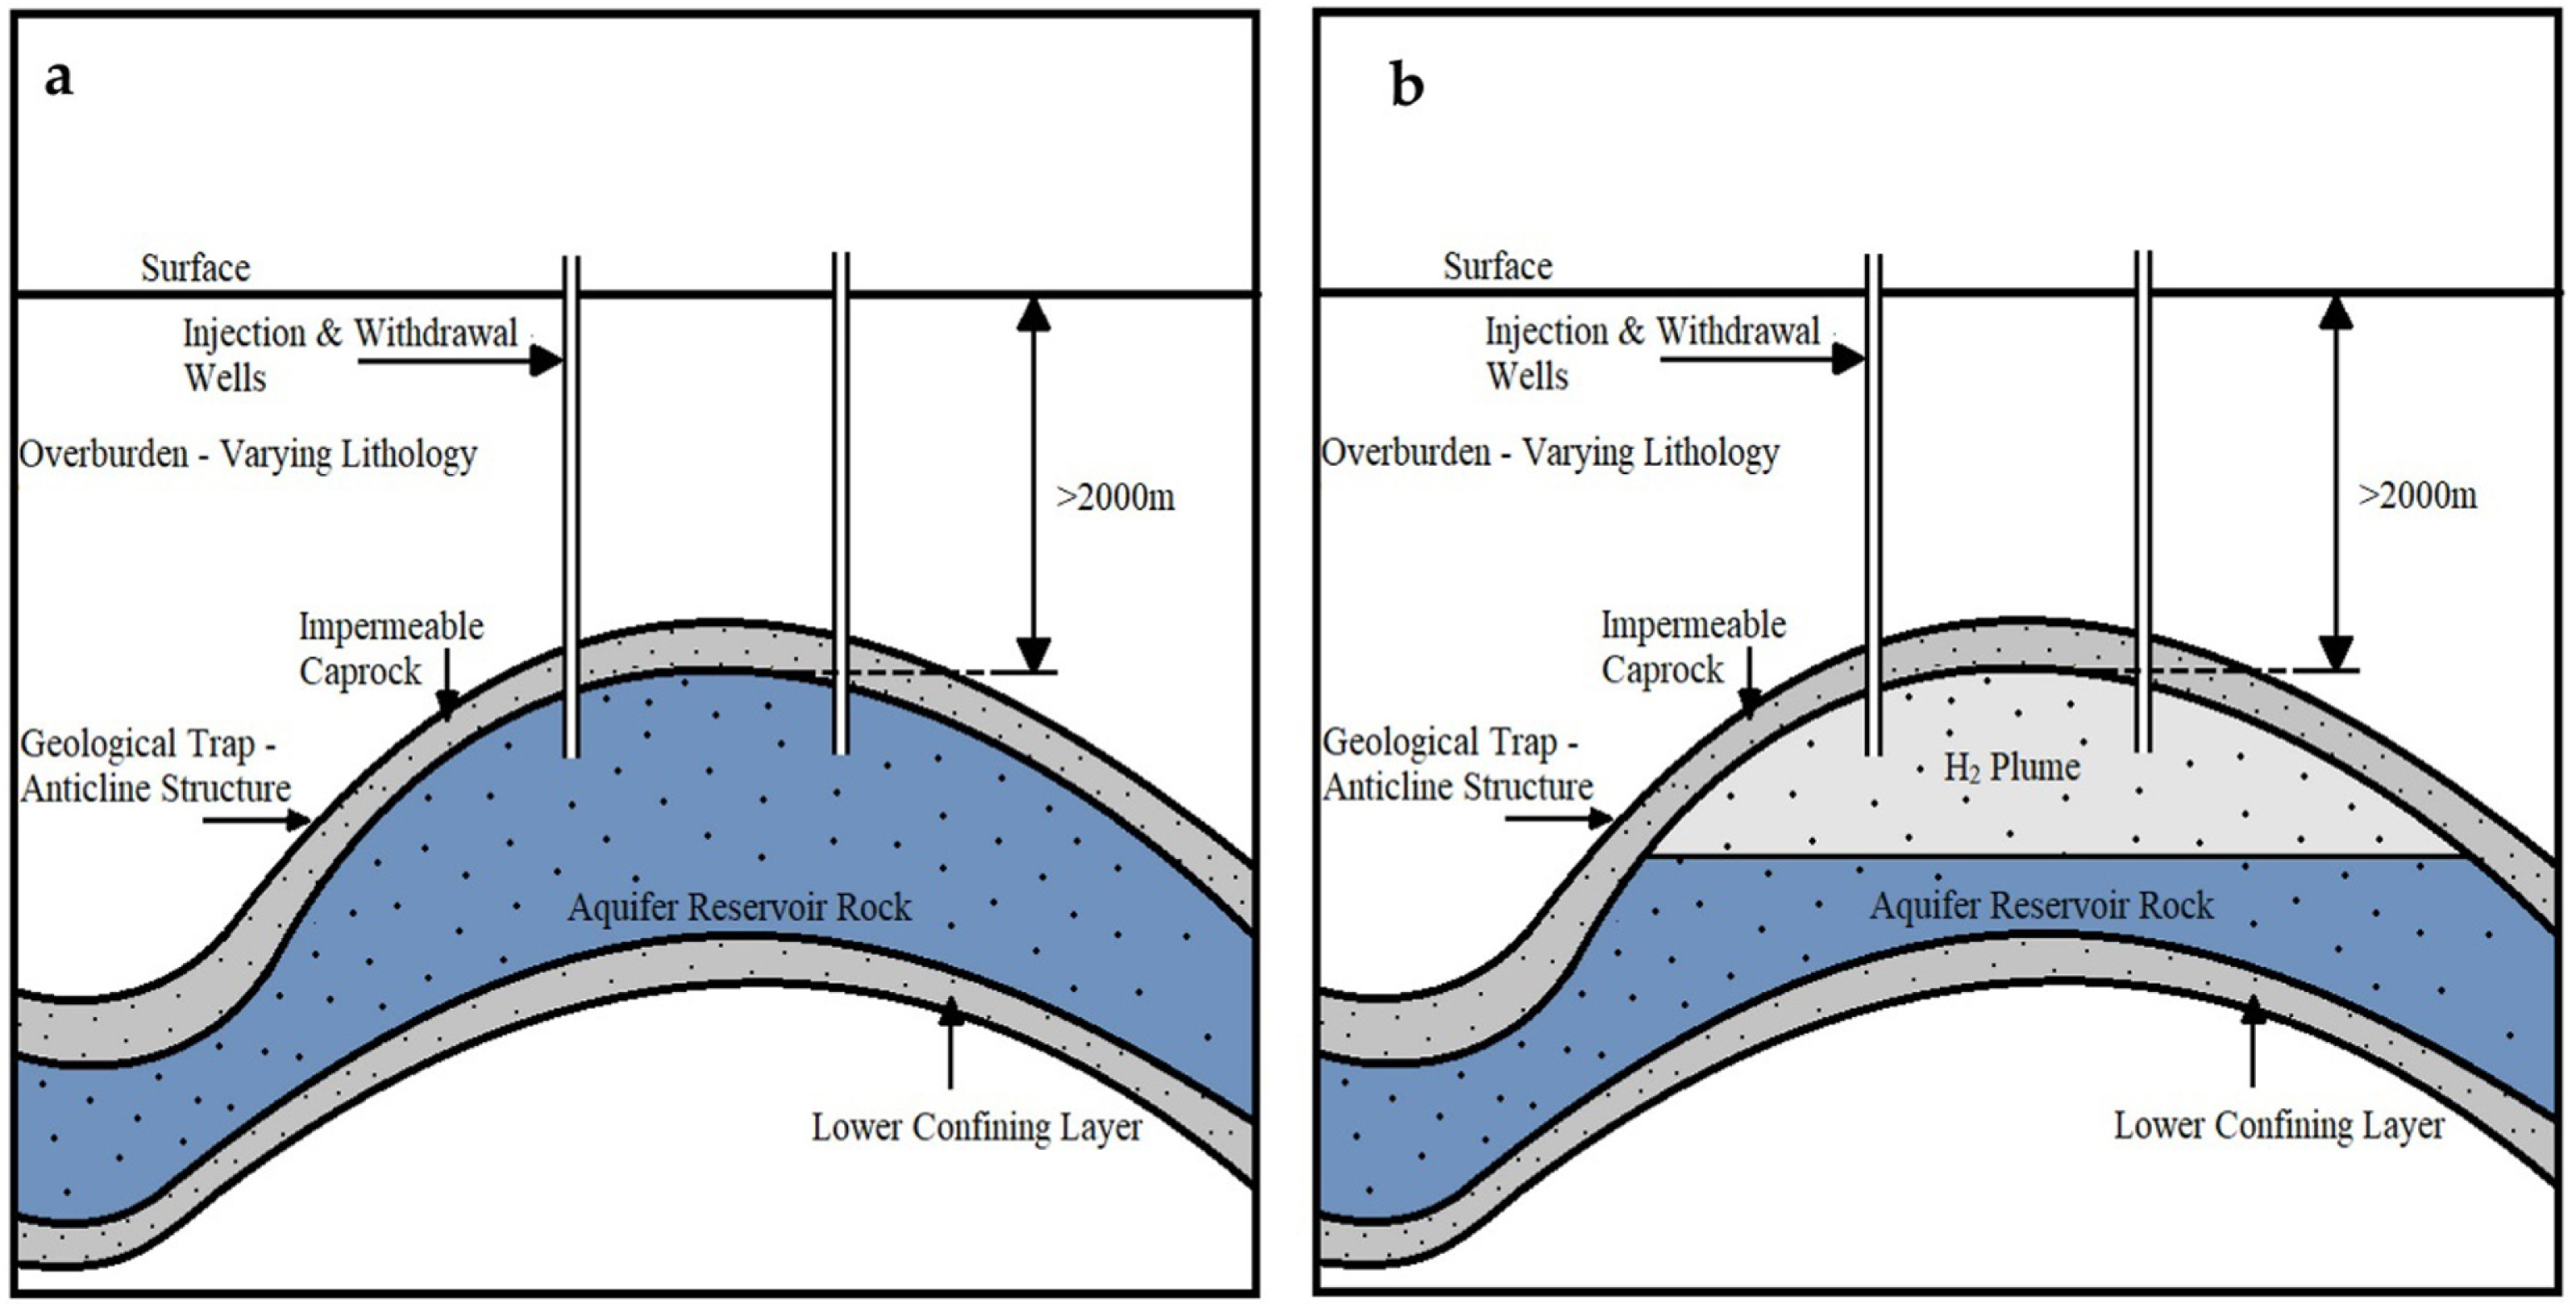 a
Surface
Injection & Withdrawal
Wells
Overburden - Varying Lithology
>2000m
Impermeable
Caprock
Geological Trap -
Anticline Structure
Aquifer Reservoir Rock
Lower Confining Layer
b
Surface
Injection & Withdrawal
Wells
Overburden - Varying Lithology
>2000m
Impermeable
Caprock
Geological Trap -
Anticline Structure
H₂ Plume
Aquifer Reservoir Rock
Lower Confining Layer